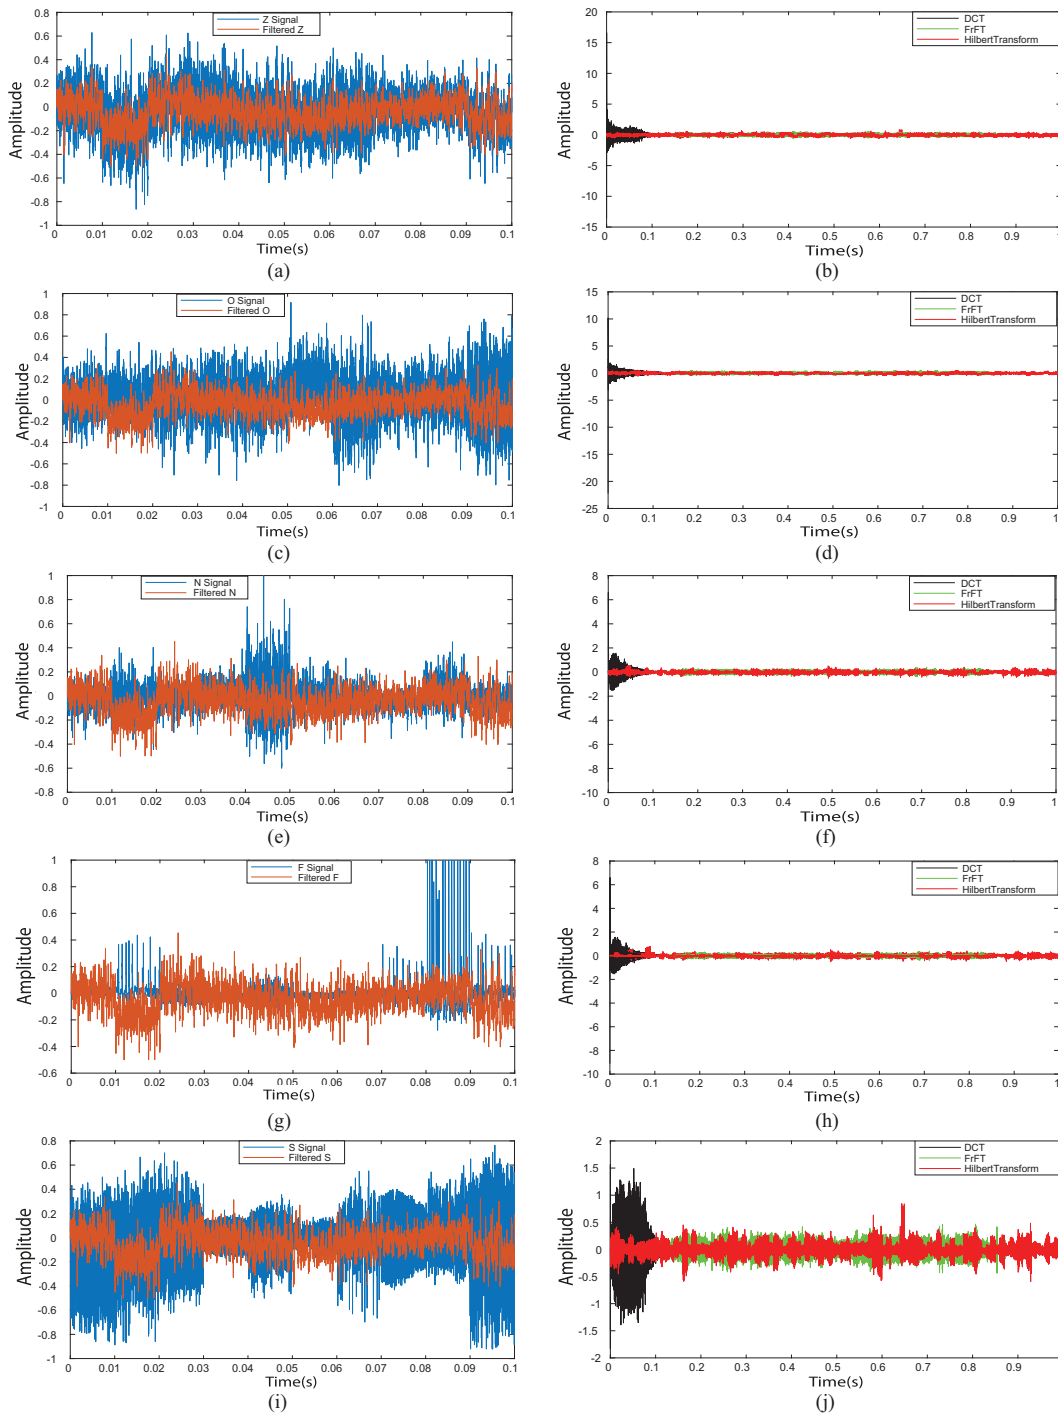 0.8
0.6
0.4
0.2
0
-0.2
-0.4
-0.6
-0.8
-1
Amplitude
Z Signal
Filtered Z
0 0.01 0.02 0.03 0.04 0.05 0.06 0.07 0.08 0.09 0.1
Time(s)
(a)
20
15
10
5
0
-5
-10
-15
Amplitude
DCT
FrFT
HilbertTransform
0 0.1 0.2 0.3 0.4 0.5 0.6 0.7 0.8 0.9 1
Time(s)
(b)
1
0.8
0.6
0.4
0.2
0
-0.2
-0.4
-0.6
-0.8
-1
Amplitude
O Signal
Filtered O
0 0.01 0.02 0.03 0.04 0.05 0.06 0.07 0.08 0.09 0.1
Time(s)
(c)
15
10
5
0
-5
-10
-15
-20
-25
Amplitude
DCT
FrFT
HilbertTransform
0 0.1 0.2 0.3 0.4 0.5 0.6 0.7 0.8 0.9 1
Time(s)
(d)
1
0.8
0.6
0.4
0.2
0
-0.2
-0.4
-0.6
-0.8
Amplitude
N Signal
Filtered N
0 0.01 0.02 0.03 0.04 0.05 0.06 0.07 0.08 0.09 0.1
Time(s)
(e)
8
6
4
2
0
-2
-4
-6
-8
-10
Amplitude
DCT
FrFT
HilbertTransform
0 0.1 0.2 0.3 0.4 0.5 0.6 0.7 0.8 0.9 1
Time(s)
(f)
1
0.8
0.6
0.4
0.2
0
-0.2
-0.4
-0.6
Amplitude
F Signal
Filtered F
0 0.01 0.02 0.03 0.04 0.05 0.06 0.07 0.08 0.09 0.1
Time(s)
(g)
8
6
4
2
0
-2
-4
-6
-8
-10
Amplitude
DCT
FrFT
HilbertTransform
0 0.1 0.2 0.3 0.4 0.5 0.6 0.7 0.8 0.9 1
Time(s)
(h)
0.8
0.6
0.4
0.2
0
-0.2
-0.4
-0.6
-0.8
-1
Amplitude
S Signal
Filtered S
0 0.01 0.02 0.03 0.04 0.05 0.06 0.07 0.08 0.09 0.1
Time(s)
(i)
2
1.5
1
0.5
0
-0.5
-1
-1.5
-2
Amplitude
DCT
FrFT
HilbertTransform
0 0.1 0.2 0.3 0.4 0.5 0.6 0.7 0.8 0.9
Time(s)
(j)